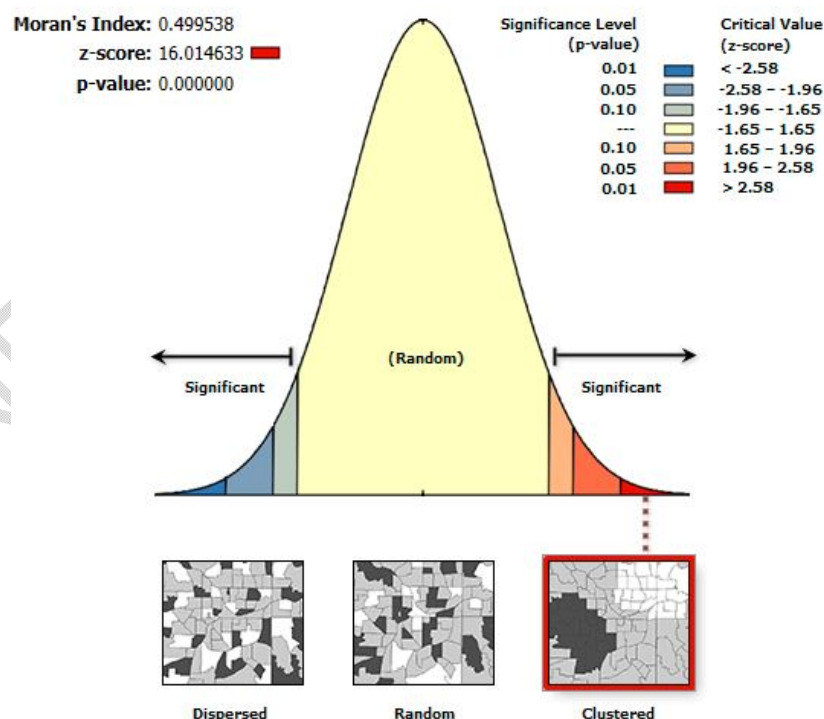 Moran's Index: 0.499538
z-score: 16.014633
p-value: 0.000000
Significance Level (p-value)
Critical Value (z-score)
0.01 < -2.58
0.05 -2.58 – -1.96
0.10 -1.96 – -1.65
--- -1.65 – 1.65
0.10 1.65 – 1.96
0.05 1.96 – 2.58
0.01 > 2.58
Significant
(Random)
Significant
Dispersed
Random
Clustered